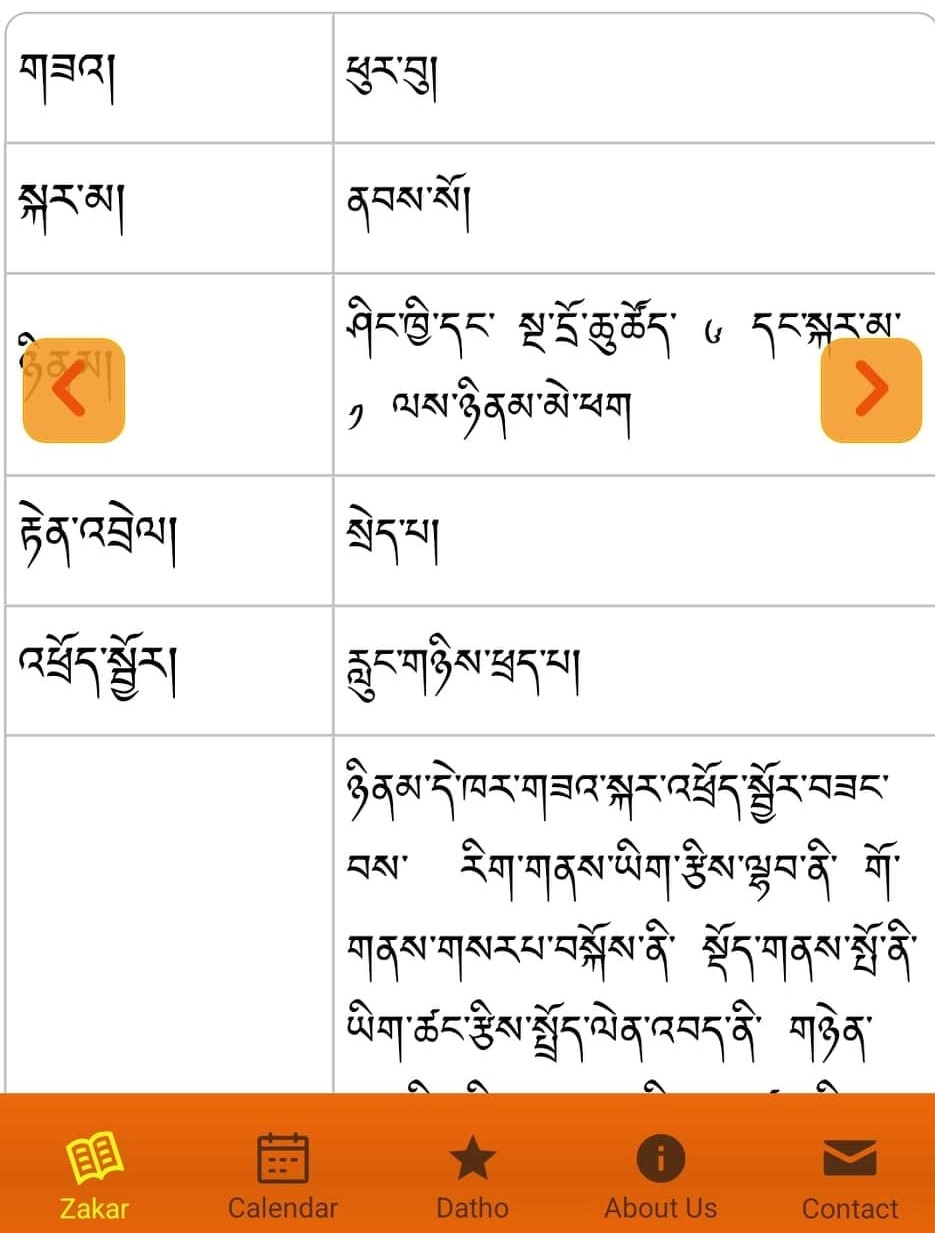 གཟའ། ཕུར་བུ།
སྐར་མ། ནབས་སོ།
ཉིནམ། ཤིང་ཁྱི་དང་ སྔ་དྲོ་ཆུ་ཚོད་ ༦ དང་སྐར་མ་
༡ ལས་ཉིནམ་མེ་ཕག
རྟེན་འབྲེལ། སྲེད་པ།
འཕྲོད་སྦྱོར། རླུང་གཉིས་ཕྲད་པ།
ཉིནམ་དེ་ཁར་གཟའ་སྐར་འཕྲོད་སྦྱོར་བཟང་
བས་ རིག་གནས་ཡིག་རྩིས་ལྷབ་ནི་ གོ་
གནས་གསརཔ་བསྐོས་ནི་ སྡོད་གནས་སྤོ་ནི་
ཡིག་ཚང་རྩིས་སྤྲོད་ལེན་འབད་ནི་ གཉེན་
Zakar Calendar Datho About Us Contact